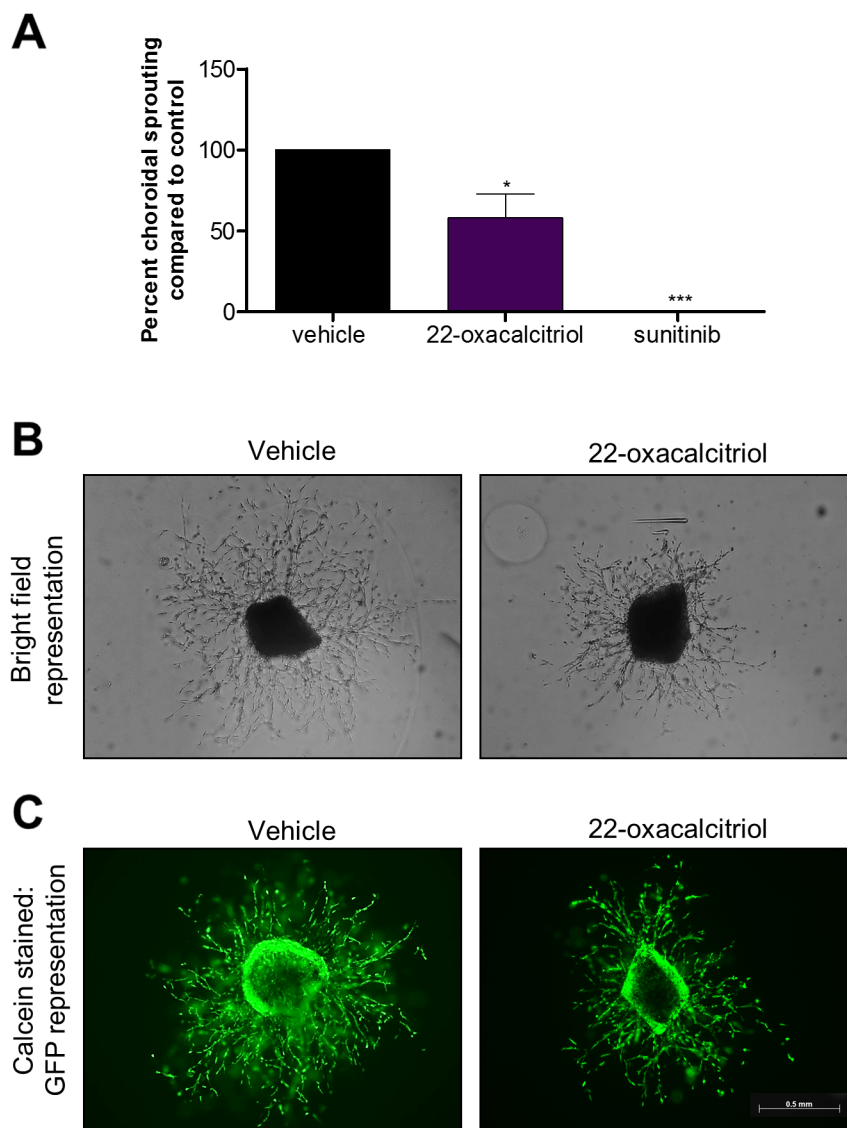 A
Percent choroidal sprouting
compared to control
150
100
50
0
*
***
vehicle
22-oxacalcitriol
sunitinib
B
Vehicle
22-oxacalcitriol
Bright field
representation
C
Vehicle
22-oxacalcitriol
Calcein stained:
GFP representation
0.5 mm